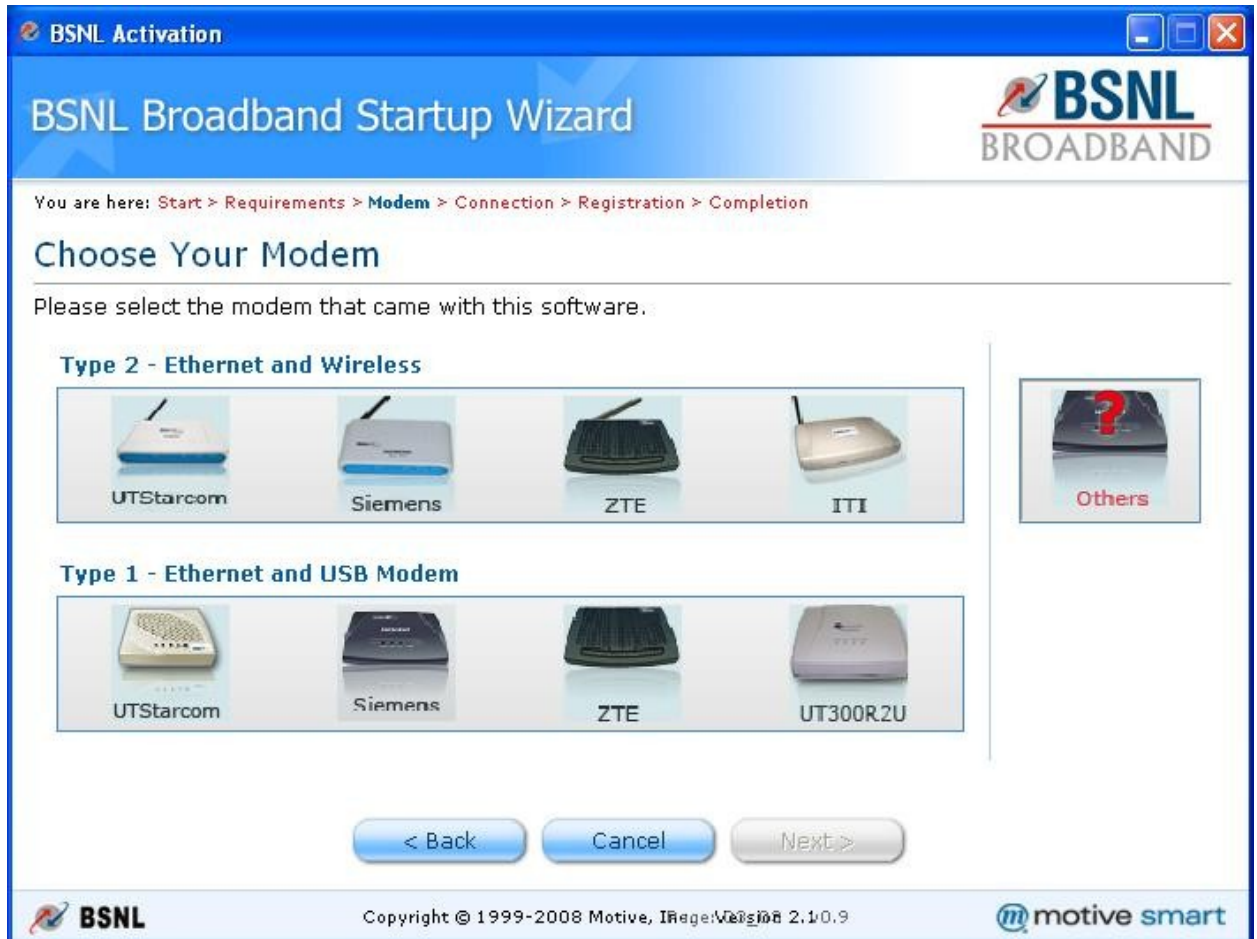 BSNL Activation
BSNL Broadband Startup Wizard
BSNL
BROADBAND
You are here: Start > Requirements > Modem > Connection > Registration > Completion
Choose Your Modem
Please select the modem that came with this software.
Type 2 - Ethernet and Wireless
UTStarcom Siemens ZTE ITI
?
Others
Type 1 - Ethernet and USB Modem
UTStarcom Siemens ZTE UT300R2U
< Back Cancel Next >
BSNL
Copyright © 1999-2008 Motive,
m motive smart